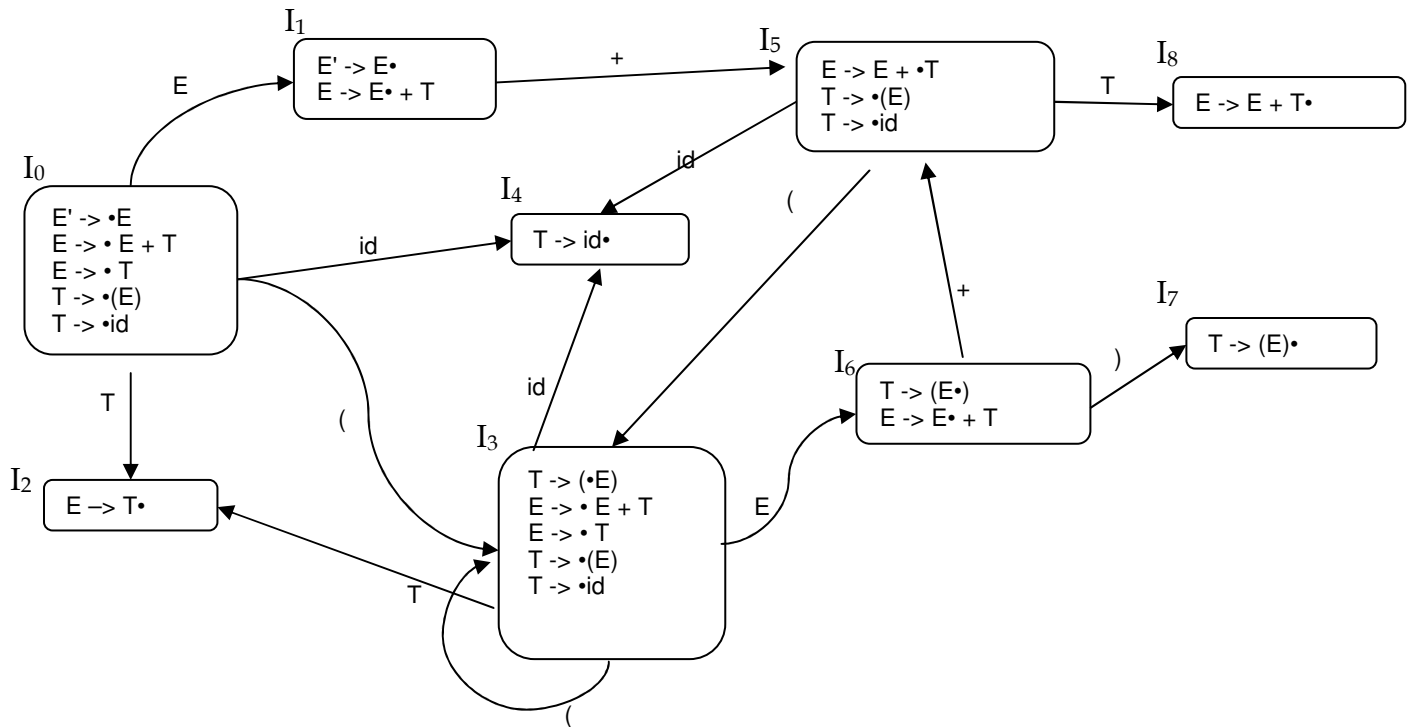 I1
E' -> E•
E -> E• + T
E
+
I5
E -> E + •T
T -> •(E)
T -> •id
T
I8
E -> E + T•
I0
E' -> •E
E -> • E + T
E -> • T
T -> •(E)
T -> •id
id
I4
T -> id•
id
(
T
(
id
+
I7
T -> (E)•
)
I6
T -> (E•)
E -> E• + T
I2
E –> T•
T
I3
T -> (•E)
E -> • E + T
E -> • T
T -> •(E)
T -> •id
E
(